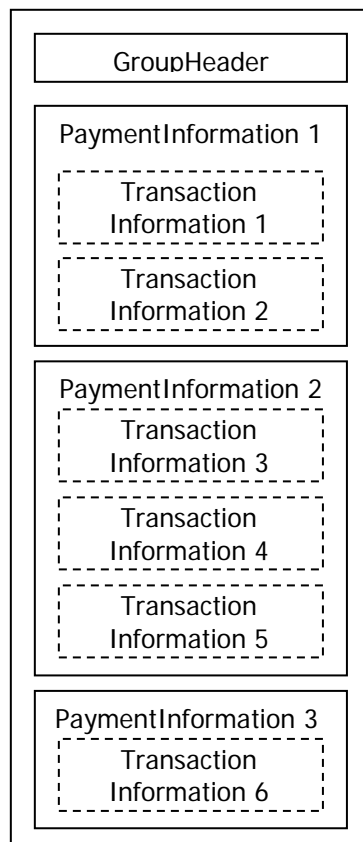 GroupHeader
PaymentInformation 1
Transaction
Information 1
Transaction
Information 2
PaymentInformation 2
Transaction
Information 3
Transaction
Information 4
Transaction
Information 5
PaymentInformation 3
Transaction
Information 6